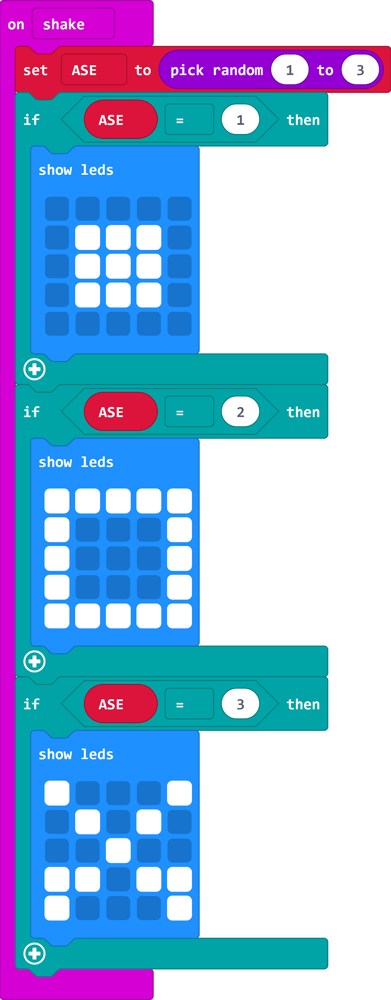 on shake
set ASE to pick random 1 to 3
if ASE = 1 then
show leds
if ASE = 2 then
show leds
if ASE = 3 then
show leds